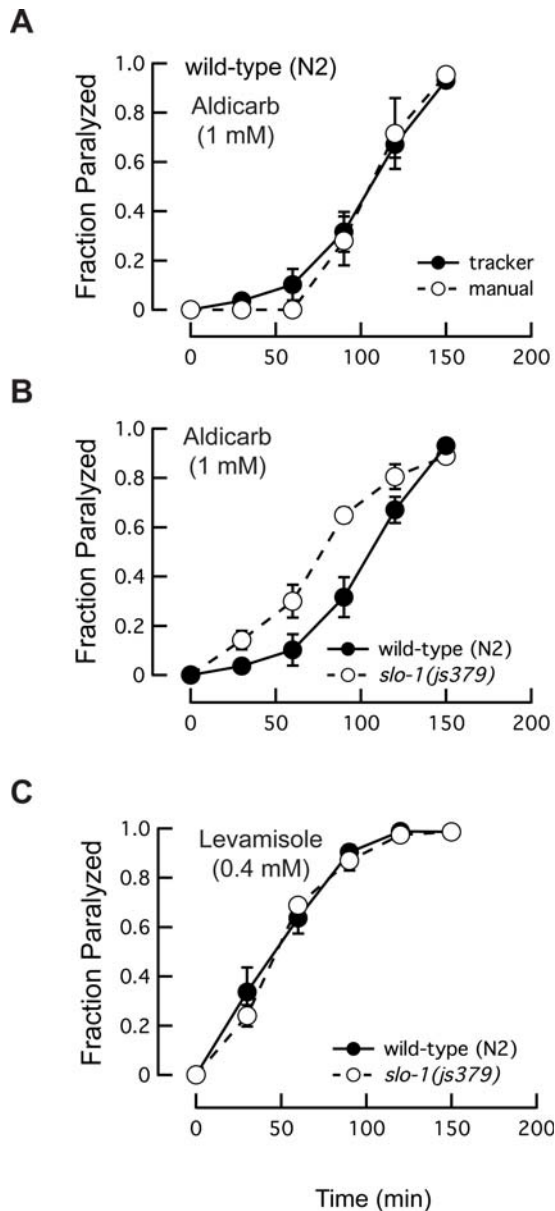 A
wild-type (N2)
Aldicarb
(1 mM)
Fraction Paralyzed
1.0
0.8
0.6
0.4
0.2
0
tracker
manual
0 50 100 150 200
B
Aldicarb
(1 mM)
Fraction Paralyzed
1.0
0.8
0.6
0.4
0.2
0
wild-type (N2)
slo-1(js379)
0 50 100 150 200
C
Levamisole
(0.4 mM)
Fraction Paralyzed
1.0
0.8
0.6
0.4
0.2
0
wild-type (N2)
slo-1(js379)
0 50 100 150 200
Time (min)